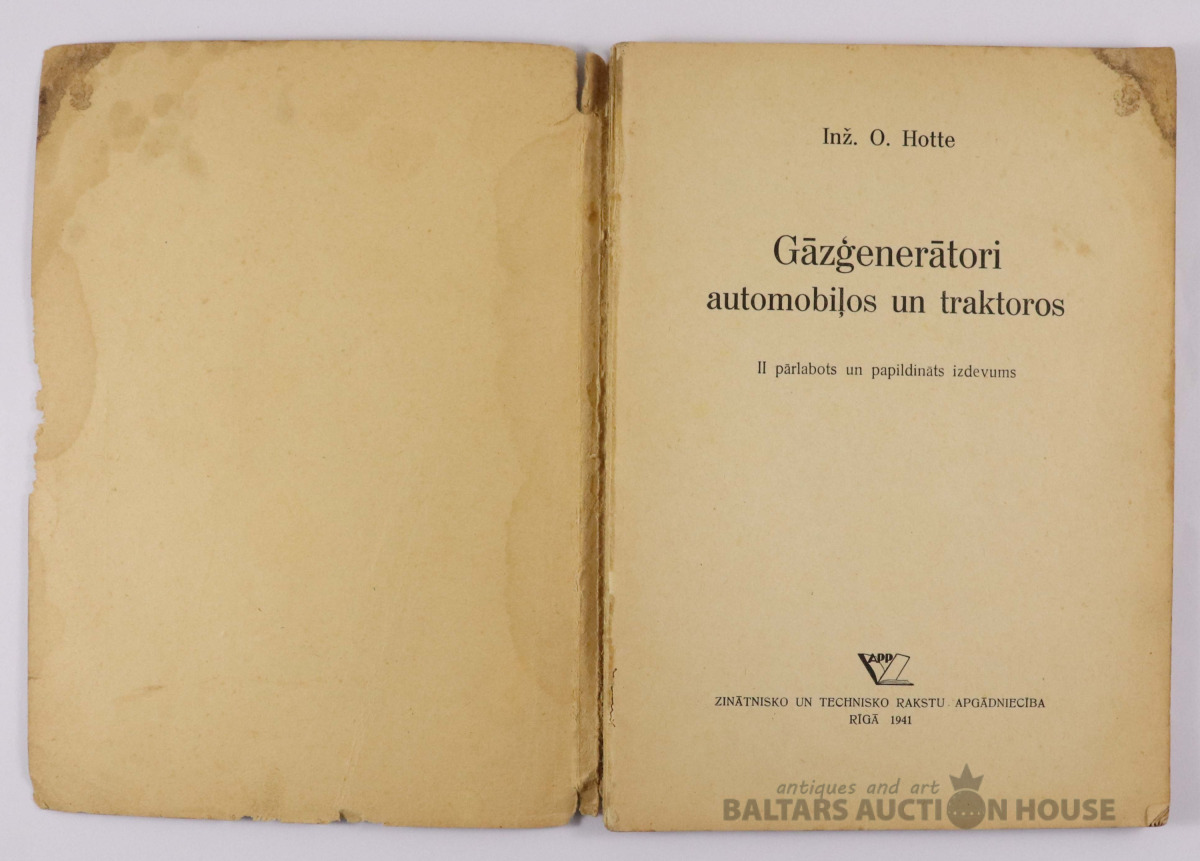 Inž. O. Hotte
Gāzģenerātori
automobiļos un traktoros
II pārlabots un papildināts izdevums
APP
ZINĀTNISKO UN TECHNISKO RAKSTU APGĀDNIECĪBA
RĪGĀ 1941
antiques and art
BALTARS AUCTION HOUSE